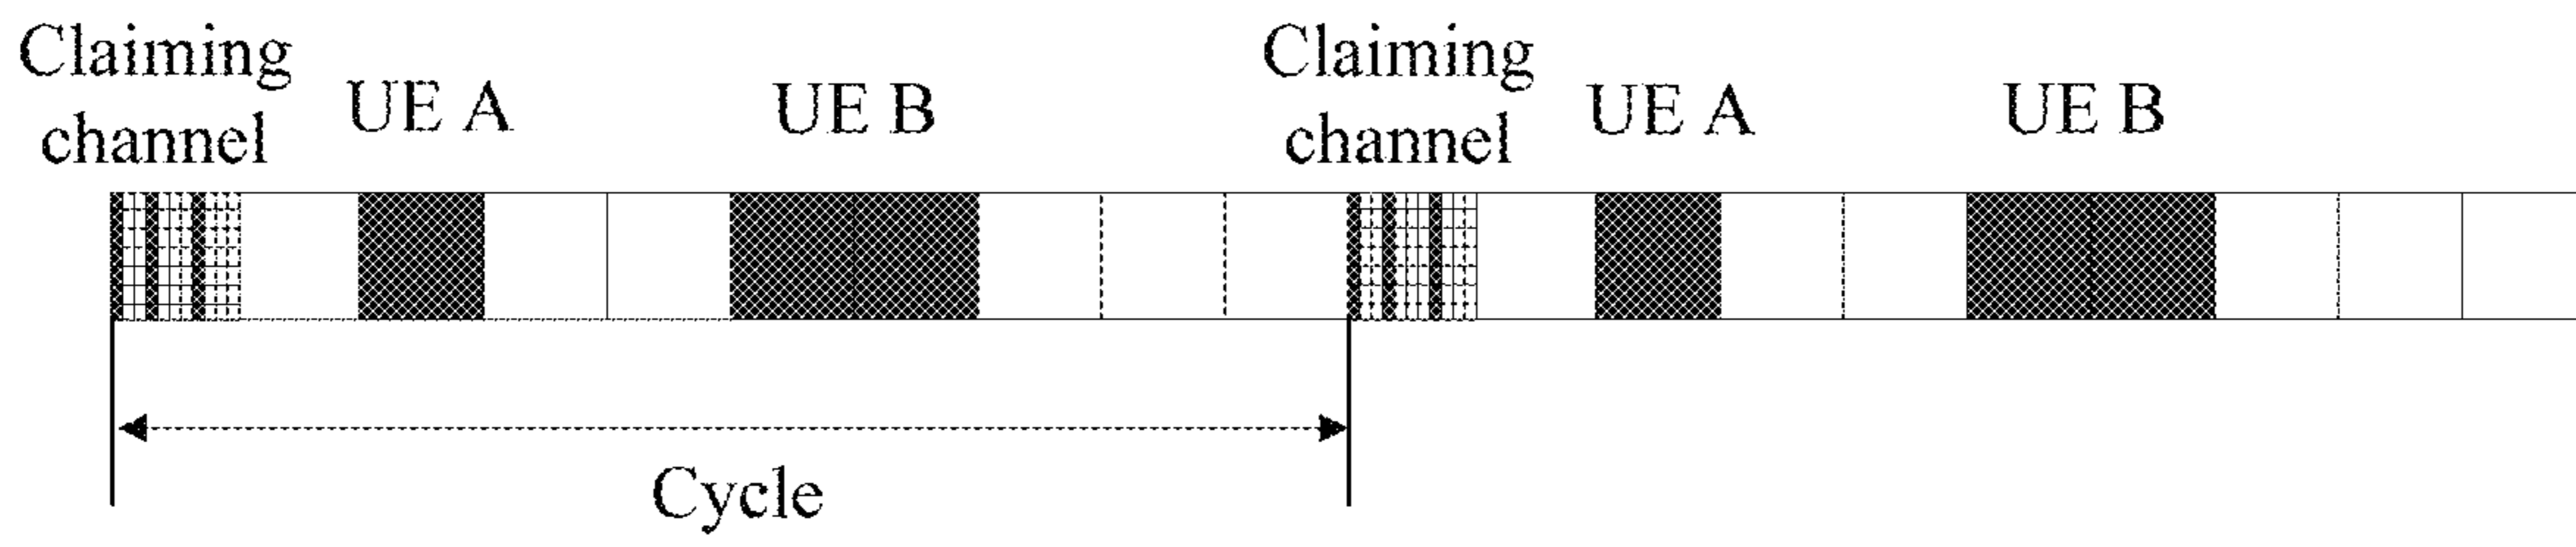 Claiming
channel
UE A
UE B
Claiming
channel
UE A
UE B
Cycle